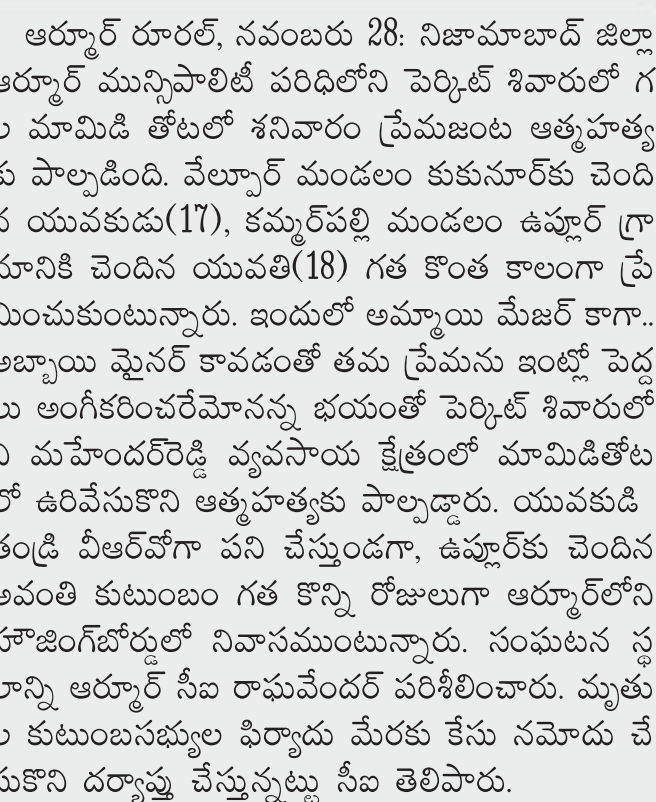 ఆర్మూర్ రూరల్, నవంబరు 28: నిజామాబాద్ జిల్లా
ఆర్మూర్ మున్సిపాలిటీ పరిధిలోని పెర్కిట్ శివారులో గ
ల మామిడి తోటలో శనివారం ప్రేమజంట ఆత్మహత్య
కు పాల్పడింది. వేల్పూర్ మండలం కుకునూర్‌కు చెంది
న యువకుడు(17), కమ్మర్‌పల్లి మండలం ఉప్లూర్ గ్రా
మానికి చెందిన యువతి(18) గత కొంత కాలంగా ప్రే
మించుకుంటున్నారు. ఇందులో అమ్మాయి మేజర్ కాగా..
అబ్బాయి మైనర్ కావడంతో తమ ప్రేమను ఇంట్లో పెద్ద
లు అంగీకరించరేమోనన్న భయంతో పెర్కిట్ శివారులో
ని మహేందర్‌రెడ్డి వ్యవసాయ క్షేత్రంలో మామిడితోట
లో ఉరివేసుకొని ఆత్మహత్యకు పాల్పడ్డారు. యువకుడి
తండ్రి వీఆర్‌వోగా పని చేస్తుండగా, ఉప్లూర్‌కు చెందిన
అవంతి కుటుంబం గత కొన్ని రోజులుగా ఆర్మూర్‌లోని
హౌజింగ్‌బోర్డులో నివాసముంటున్నారు. సంఘటన స్థ
లాన్ని ఆర్మూర్ సీఐ రాఘవేందర్ పరిశీలించారు. మృతు
ల కుటుంబసభ్యుల ఫిర్యాదు మేరకు కేసు నమోదు చే
సుకొని దర్యాప్తు చేస్తున్నట్టు సీఐ తెలిపారు.